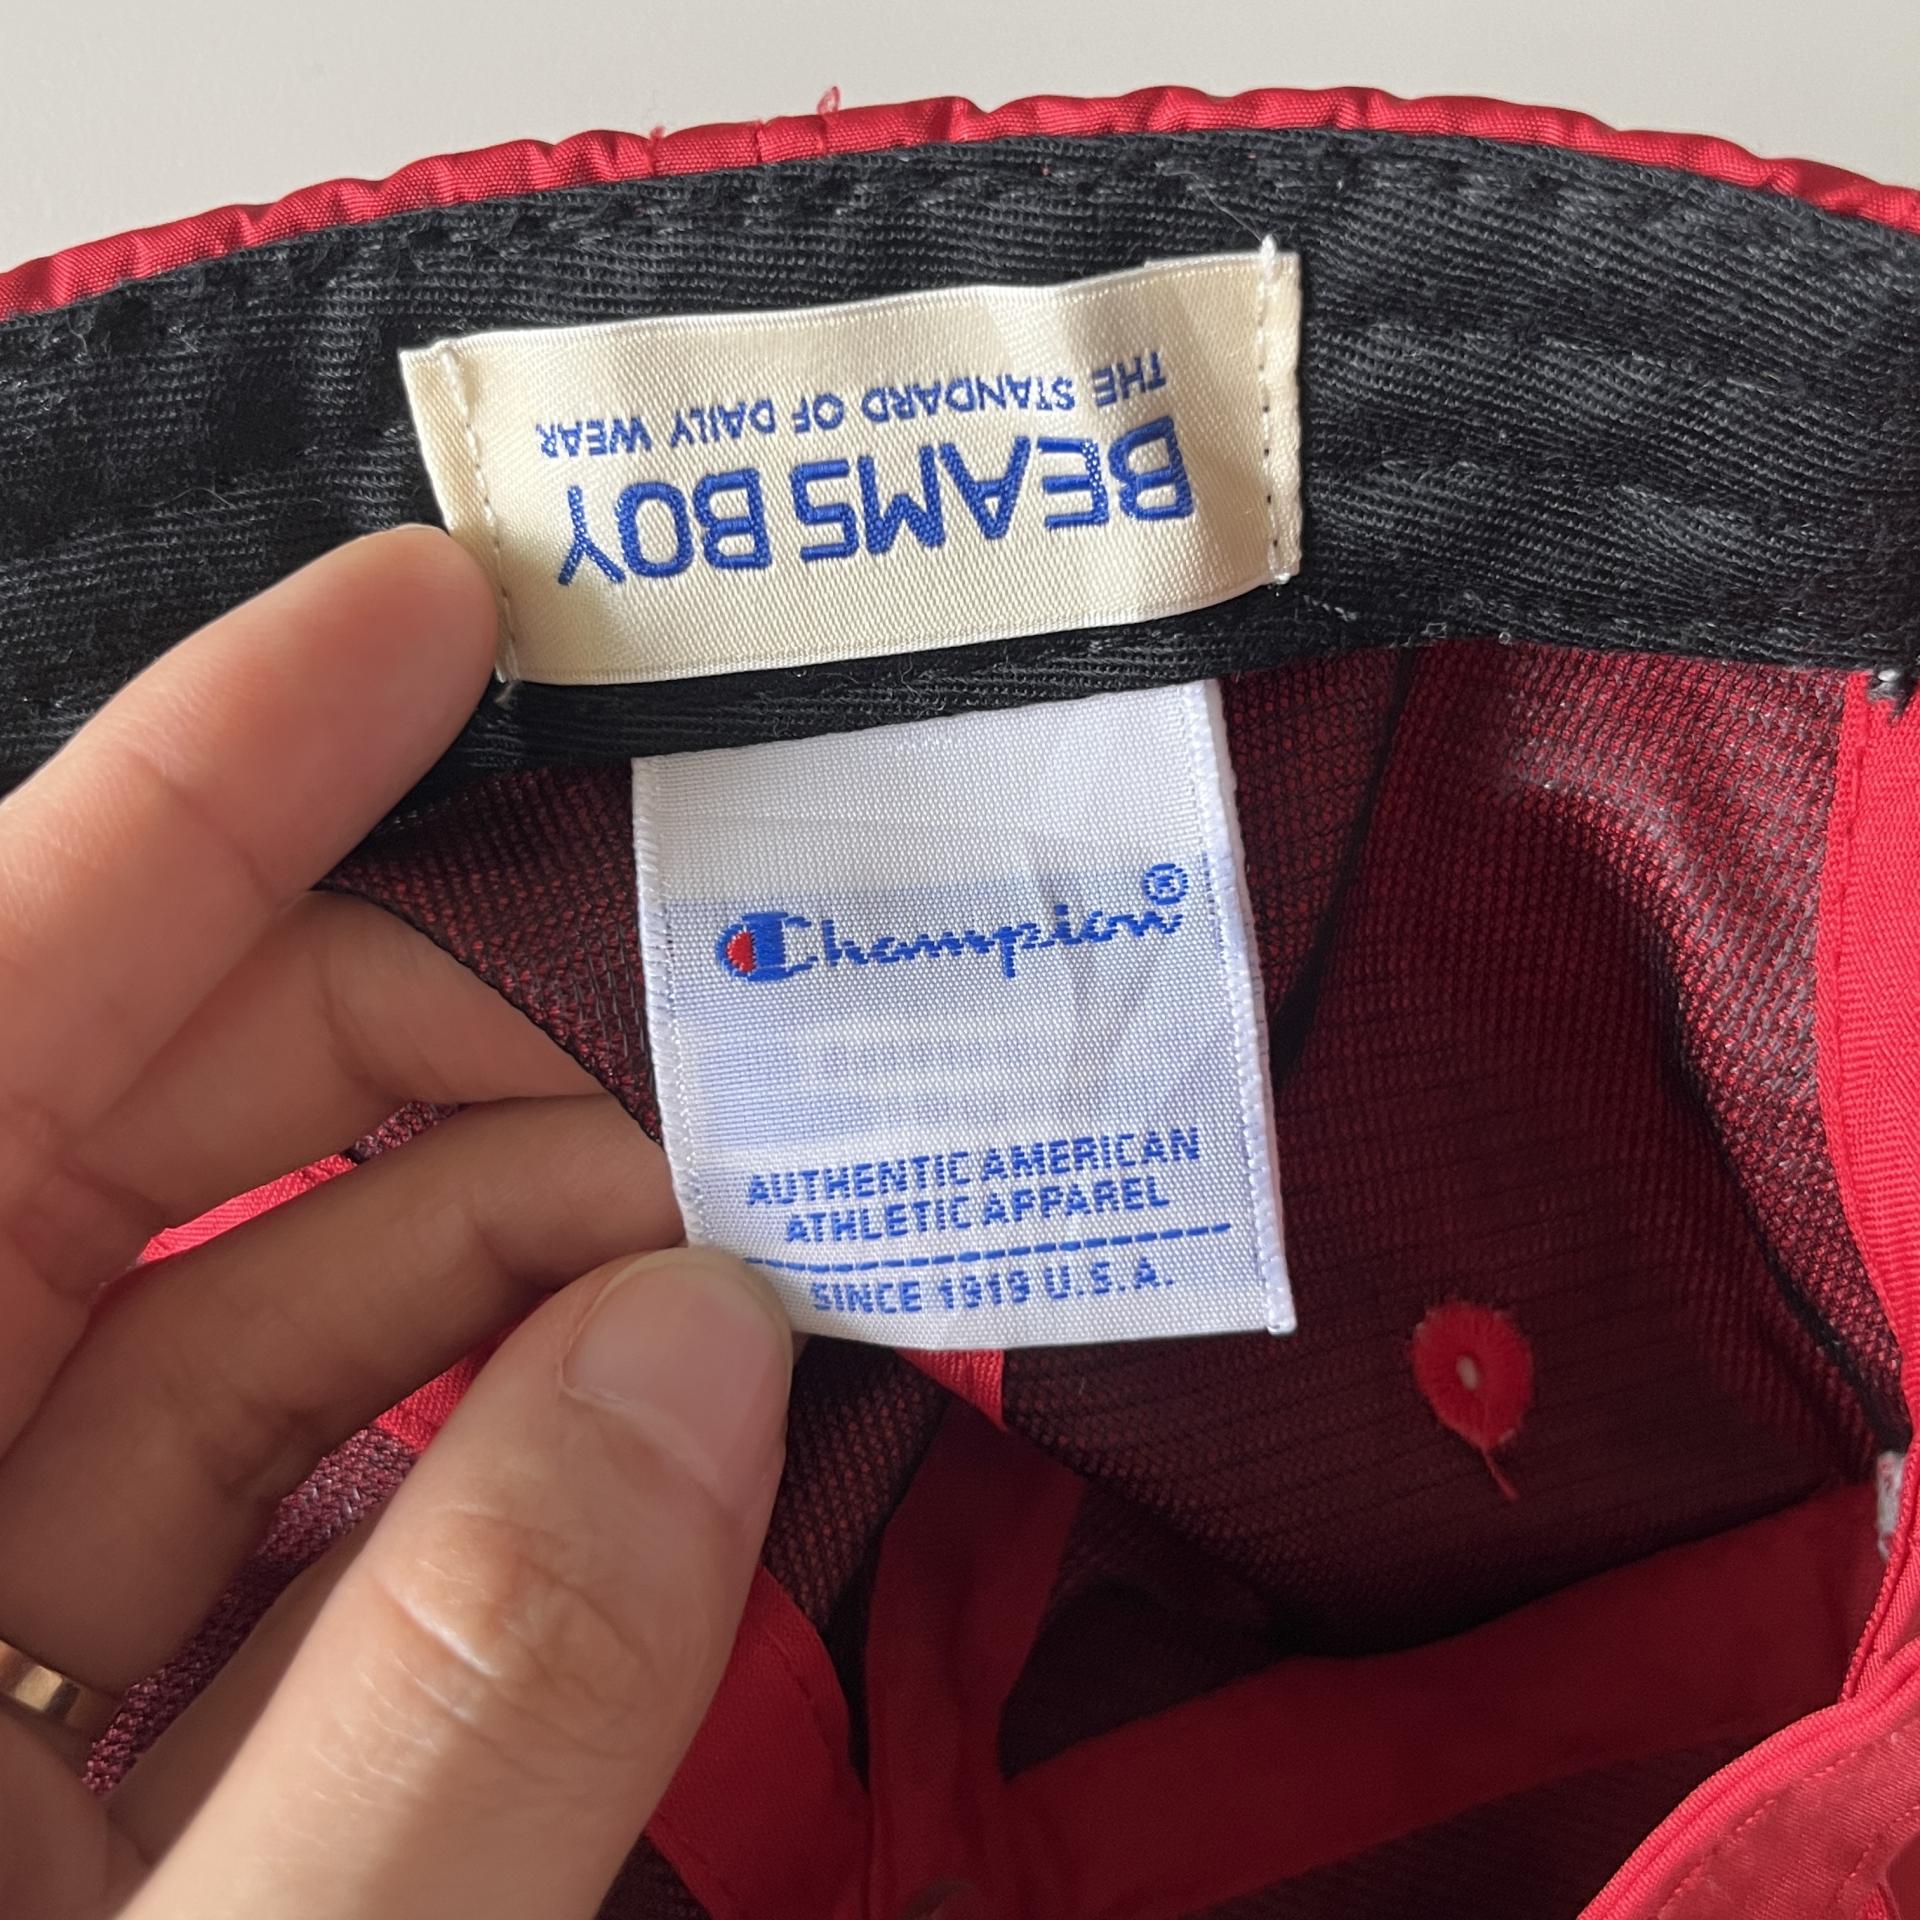 BEAMS BOY
THE STANDARD OF DAILY WEAR
Champion®
AUTHENTIC AMERICAN
ATHLETIC APPAREL
SINCE 1919 U.S.A.